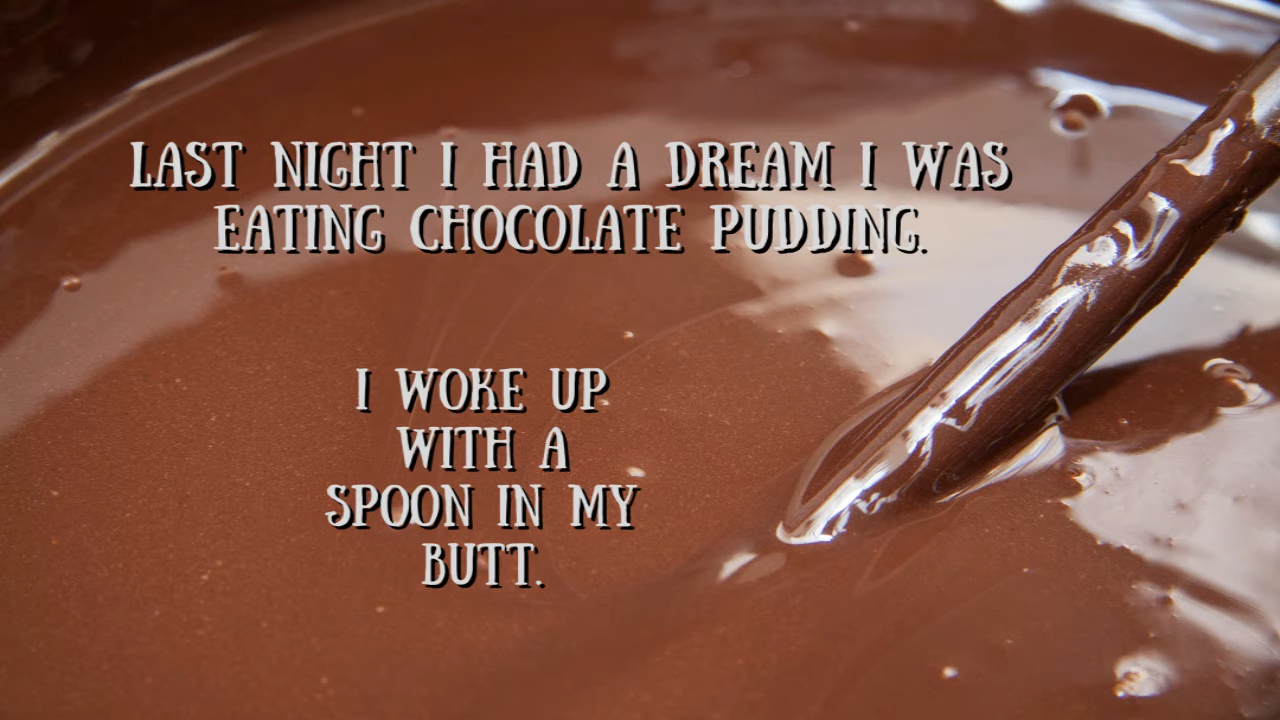 LAST NIGHT I HAD A DREAM I WAS
EATING CHOCOLATE PUDDING.
I WOKE UP
WITH A
SPOON IN MY
BUTT.